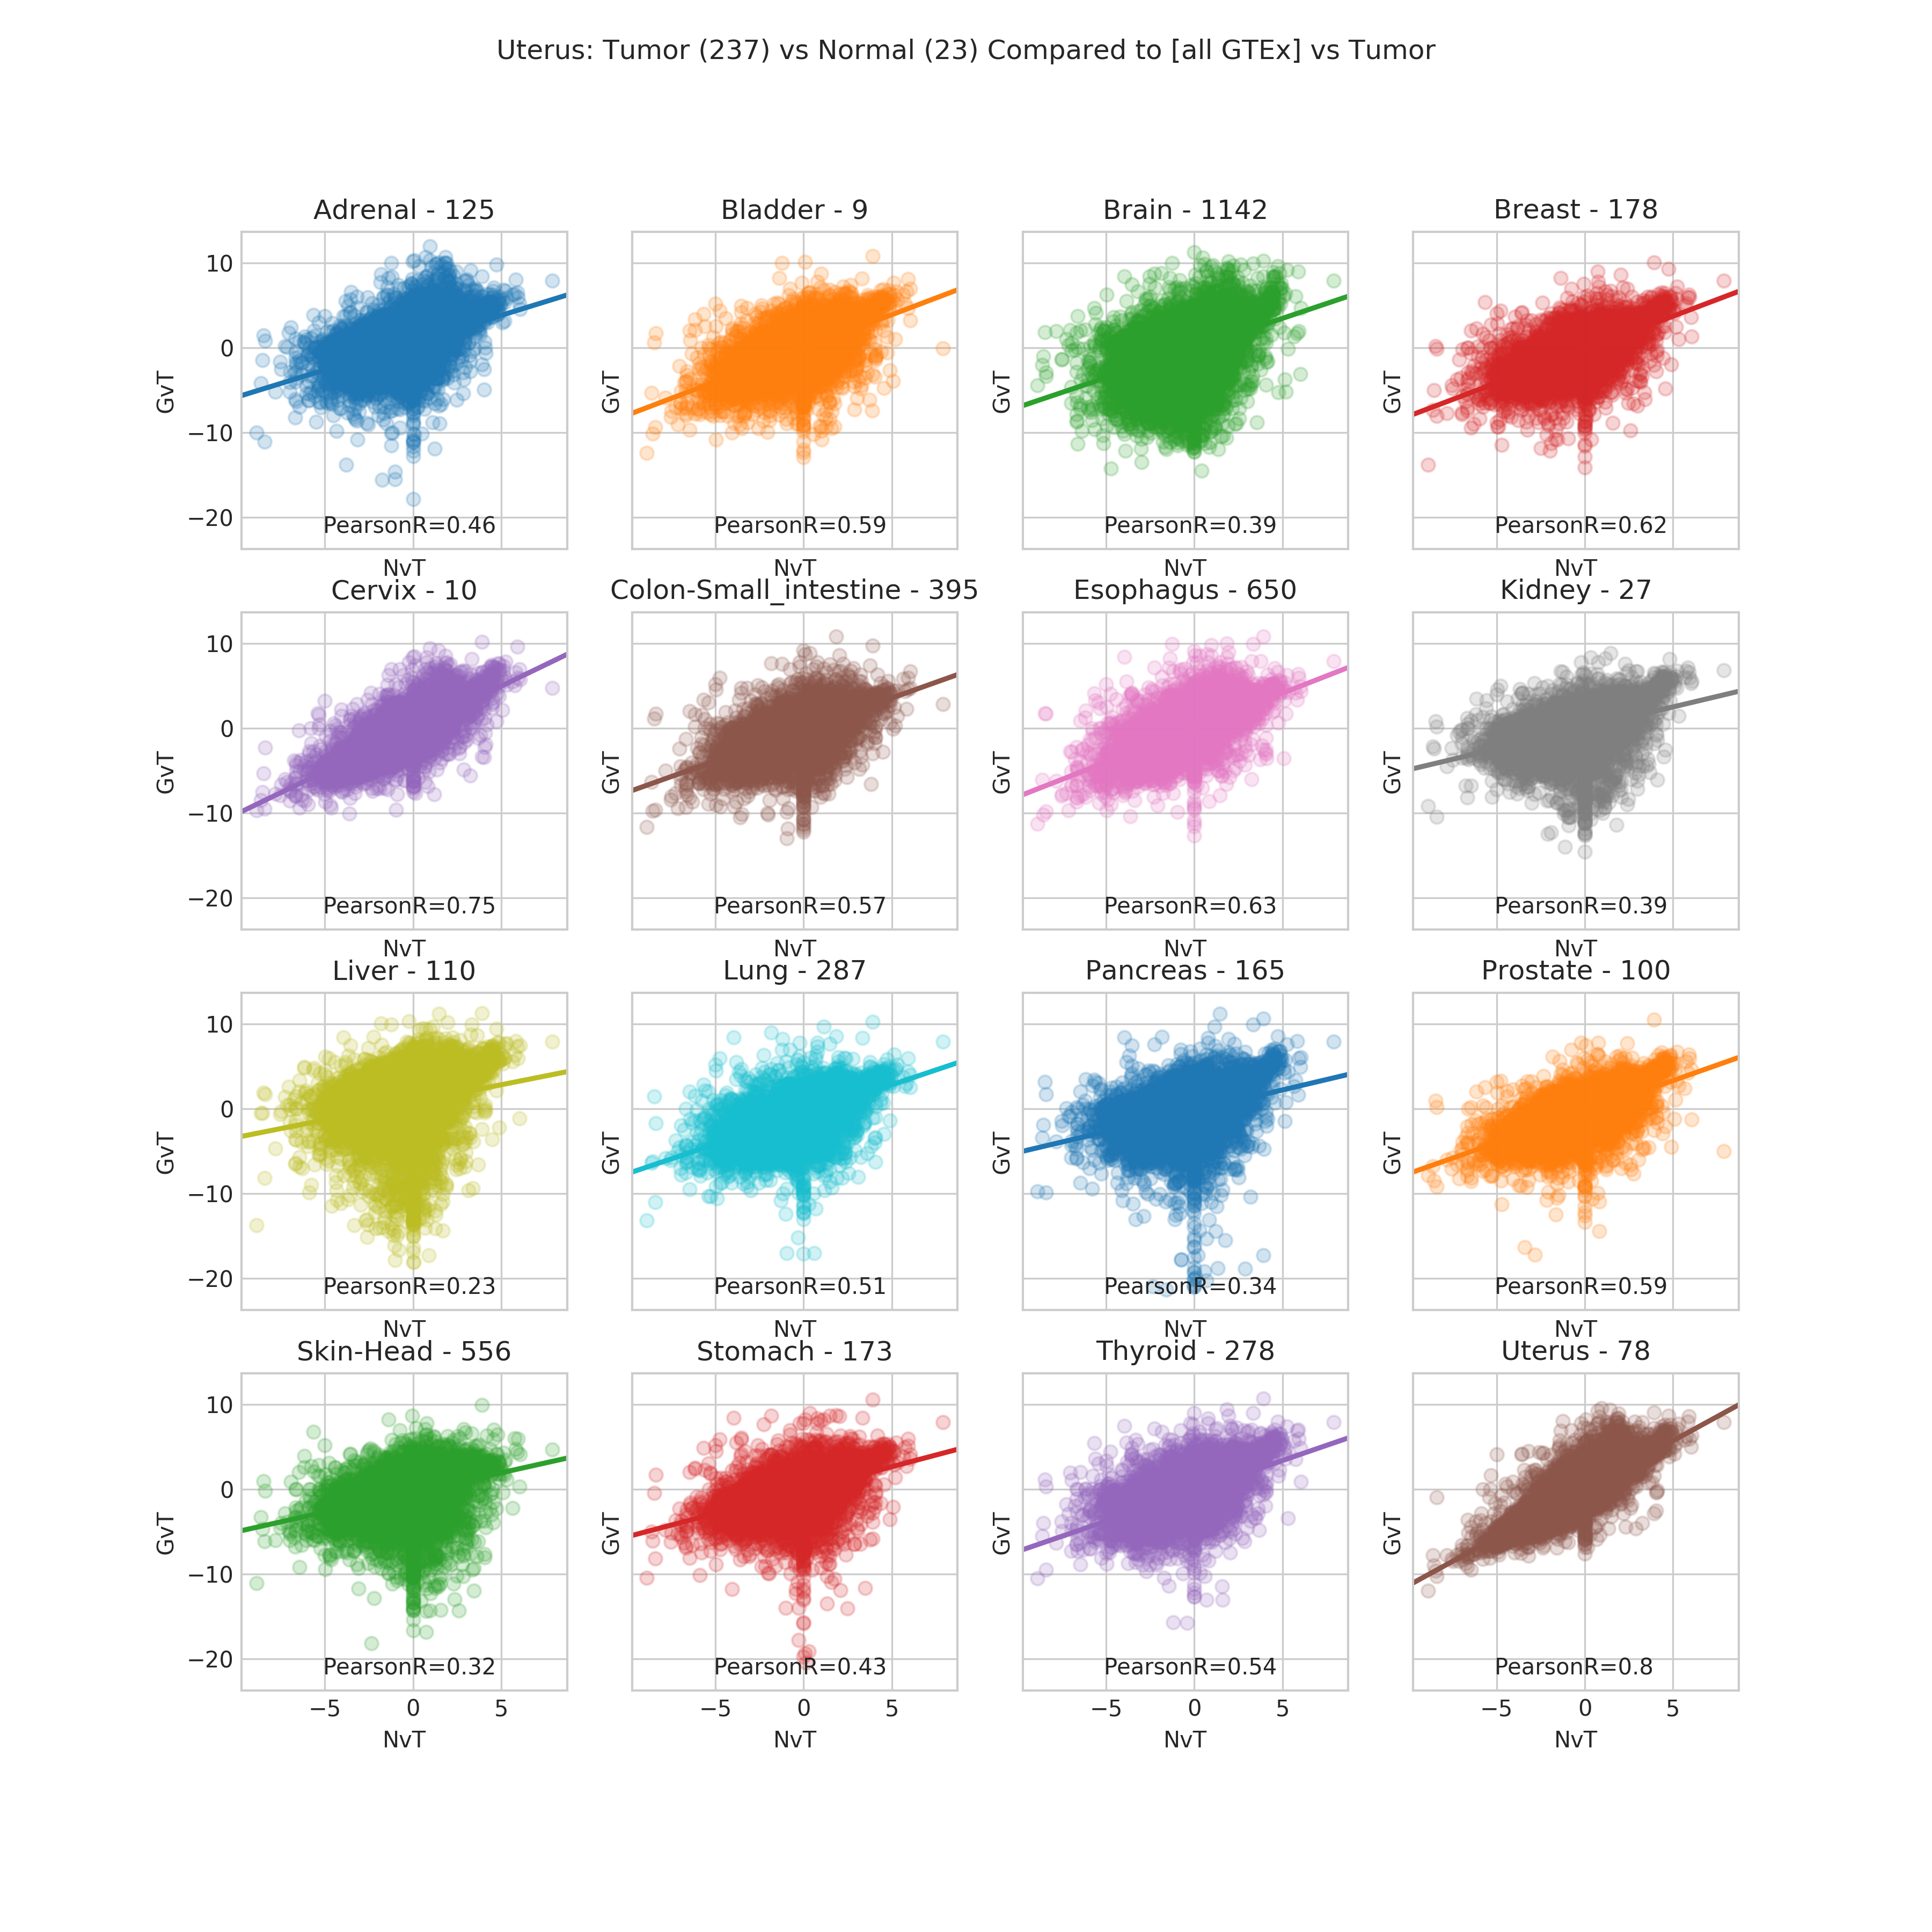 Uterus: Tumor (237) vs Normal (23) Compared to [all GTEx] vs Tumor
Adrenal - 125
Bladder - 9
Brain - 1142
Breast - 178
10
0
−10
−20
GvT
GvT
GvT
GvT
PearsonR=0.46
PearsonR=0.59
PearsonR=0.39
PearsonR=0.62
NvT
NvT
NvT
NvT
Cervix - 10
Colon-Small_intestine - 395
Esophagus - 650
Kidney - 27
10
0
−10
−20
GvT
GvT
GvT
GvT
PearsonR=0.75
PearsonR=0.57
PearsonR=0.63
PearsonR=0.39
NvT
NvT
NvT
NvT
Liver - 110
Lung - 287
Pancreas - 165
Prostate - 100
10
0
−10
−20
GvT
GvT
GvT
GvT
PearsonR=0.23
PearsonR=0.51
PearsonR=0.34
PearsonR=0.59
NvT
NvT
NvT
NvT
Skin-Head - 556
Stomach - 173
Thyroid - 278
Uterus - 78
10
0
−10
−20
GvT
GvT
GvT
GvT
PearsonR=0.32
PearsonR=0.43
PearsonR=0.54
PearsonR=0.8
−5 0 5
−5 0 5
−5 0 5
−5 0 5
NvT
NvT
NvT
NvT